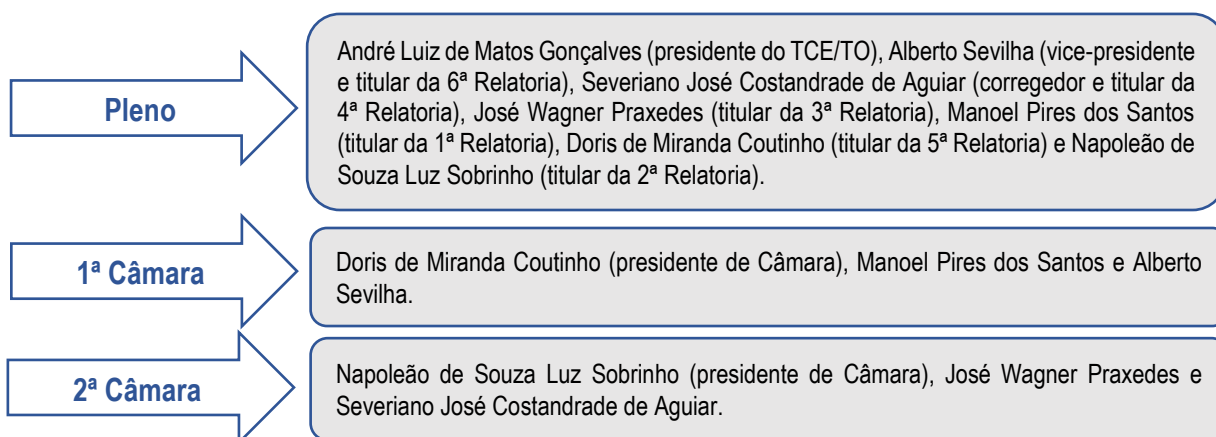 Pleno
André Luiz de Matos Gonçalves (presidente do TCE/TO), Alberto Sevilha (vice-presidente
e titular da 6ª Relatoria), Severiano José Costandrade de Aguiar (corregedor e titular da
4ª Relatoria), José Wagner Praxedes (titular da 3ª Relatoria), Manoel Pires dos Santos
(titular da 1ª Relatoria), Doris de Miranda Coutinho (titular da 5ª Relatoria) e Napoleão de
Souza Luz Sobrinho (titular da 2ª Relatoria).
1ª Câmara
Doris de Miranda Coutinho (presidente de Câmara), Manoel Pires dos Santos e Alberto
Sevilha.
2ª Câmara
Napoleão de Souza Luz Sobrinho (presidente de Câmara), José Wagner Praxedes e
Severiano José Costandrade de Aguiar.